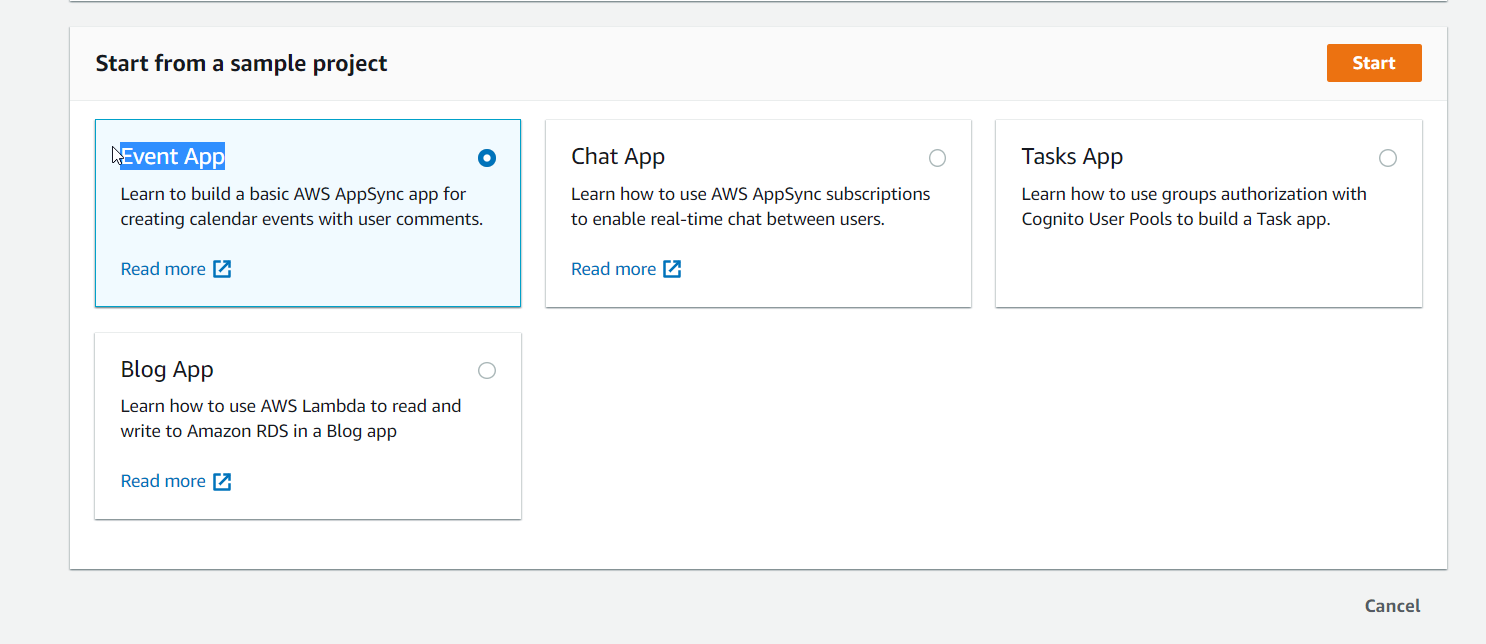 Start from a sample project
Start
Event App
Learn to build a basic AWS AppSync app for
creating calendar events with user comments.
Read more
Chat App
Learn how to use AWS AppSync subscriptions
to enable real-time chat between users.
Read more
Tasks App
Learn how to use groups authorization with
Cognito User Pools to build a Task app.
Blog App
Learn how to use AWS Lambda to read and
write to Amazon RDS in a Blog app
Read more
Cancel